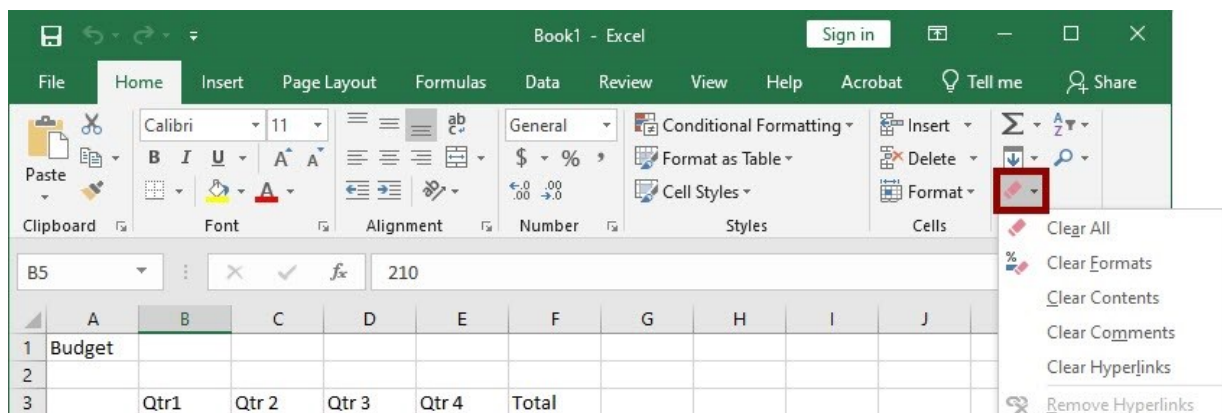 Book1 - Excel Sign in
File Home Insert Page Layout Formulas Data Review View Help Acrobat Tell me Share
Calibri 11 ab c General Conditional Formatting Insert Σ A Z
Paste B I U A A $ % , Format as Table Delete
A .0 .00 .00 .0 Cell Styles Format
Clipboard Font Alignment Number Styles Cells
Clear All
B5 fx 210
% Clear Formats
Clear Contents
A B C D E F G H I J
Clear Comments
1 Budget
2
Clear Hyperlinks
3 Qtr1 Qtr 2 Qtr 3 Qtr 4 Total
Remove Hyperlinks